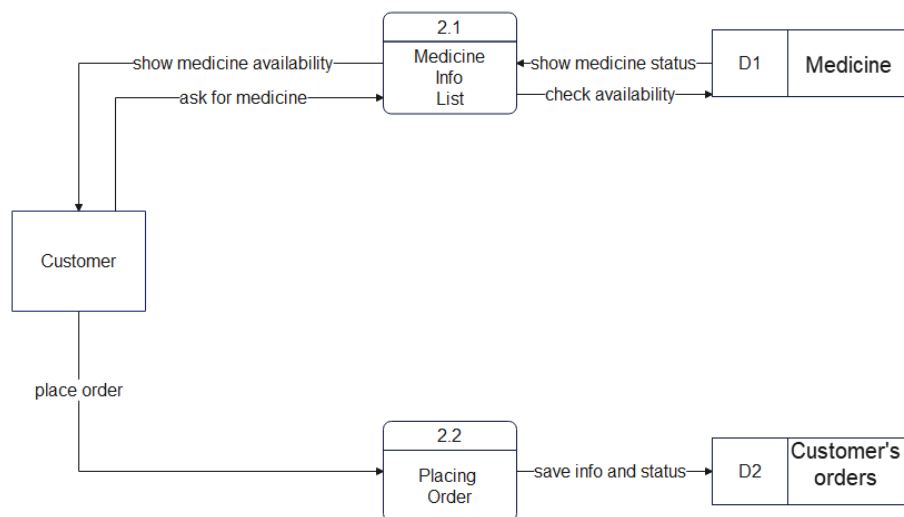 2.1
Medicine
Info
List
show medicine availability
ask for medicine
show medicine status
check availability
D1
Medicine
Customer
place order
2.2
Placing
Order
save info and status
D2
Customer's
orders